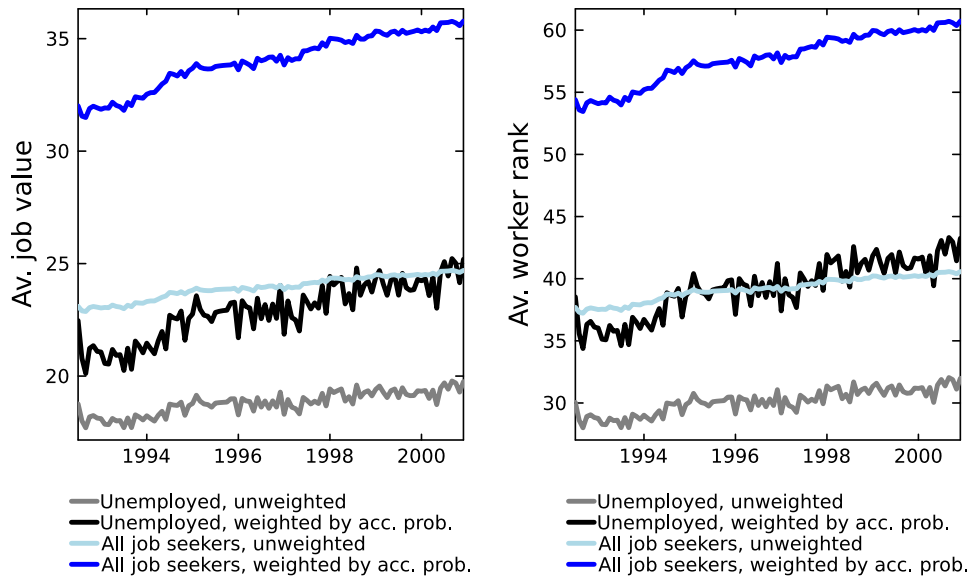 Av. job value
35
30
25
20
1994
1996
1998
2000
Unemployed, unweighted
Unemployed, weighted by acc. prob.
All job seekers, unweighted
All job seekers, weighted by acc. prob.
Av. worker rank
60
55
50
45
40
35
30
1994
1996
1998
2000
Unemployed, unweighted
Unemployed, weighted by acc. prob.
All job seekers, unweighted
All job seekers, weighted by acc. prob.